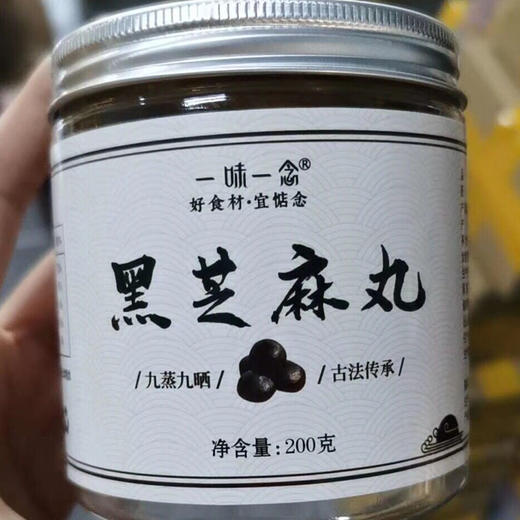 一味一念®
好食材·宜惦念
黑芝麻丸
/九蒸九晒/
/古法传承/
净含量:200克